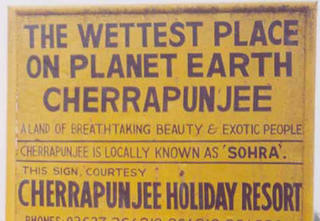 THE WETTEST PLACE
ON PLANET EARTH
CHERRAPUNJEE
A LAND OF BREATHTAKING BEAUTY & EXOTIC PEOPLE
CHERRAPUNJEE IS LOCALLY KNOWN AS 'SOHRA'.
THIS SIGN, COURTESY
CHERRAPUNJEE HOLIDAY RESORT